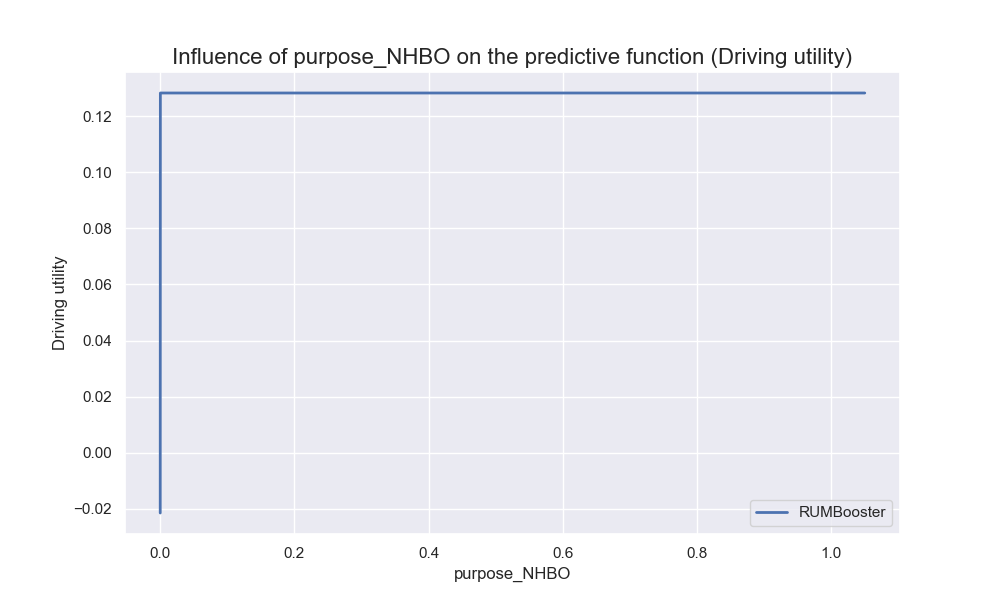 Influence of purpose_NHBO on the predictive function (Driving utility)
0.12
0.10
0.08
0.06
0.04
0.02
0.00
−0.02
Driving utility
RUMBooster
0.0 0.2 0.4 0.6 0.8 1.0
purpose_NHBO